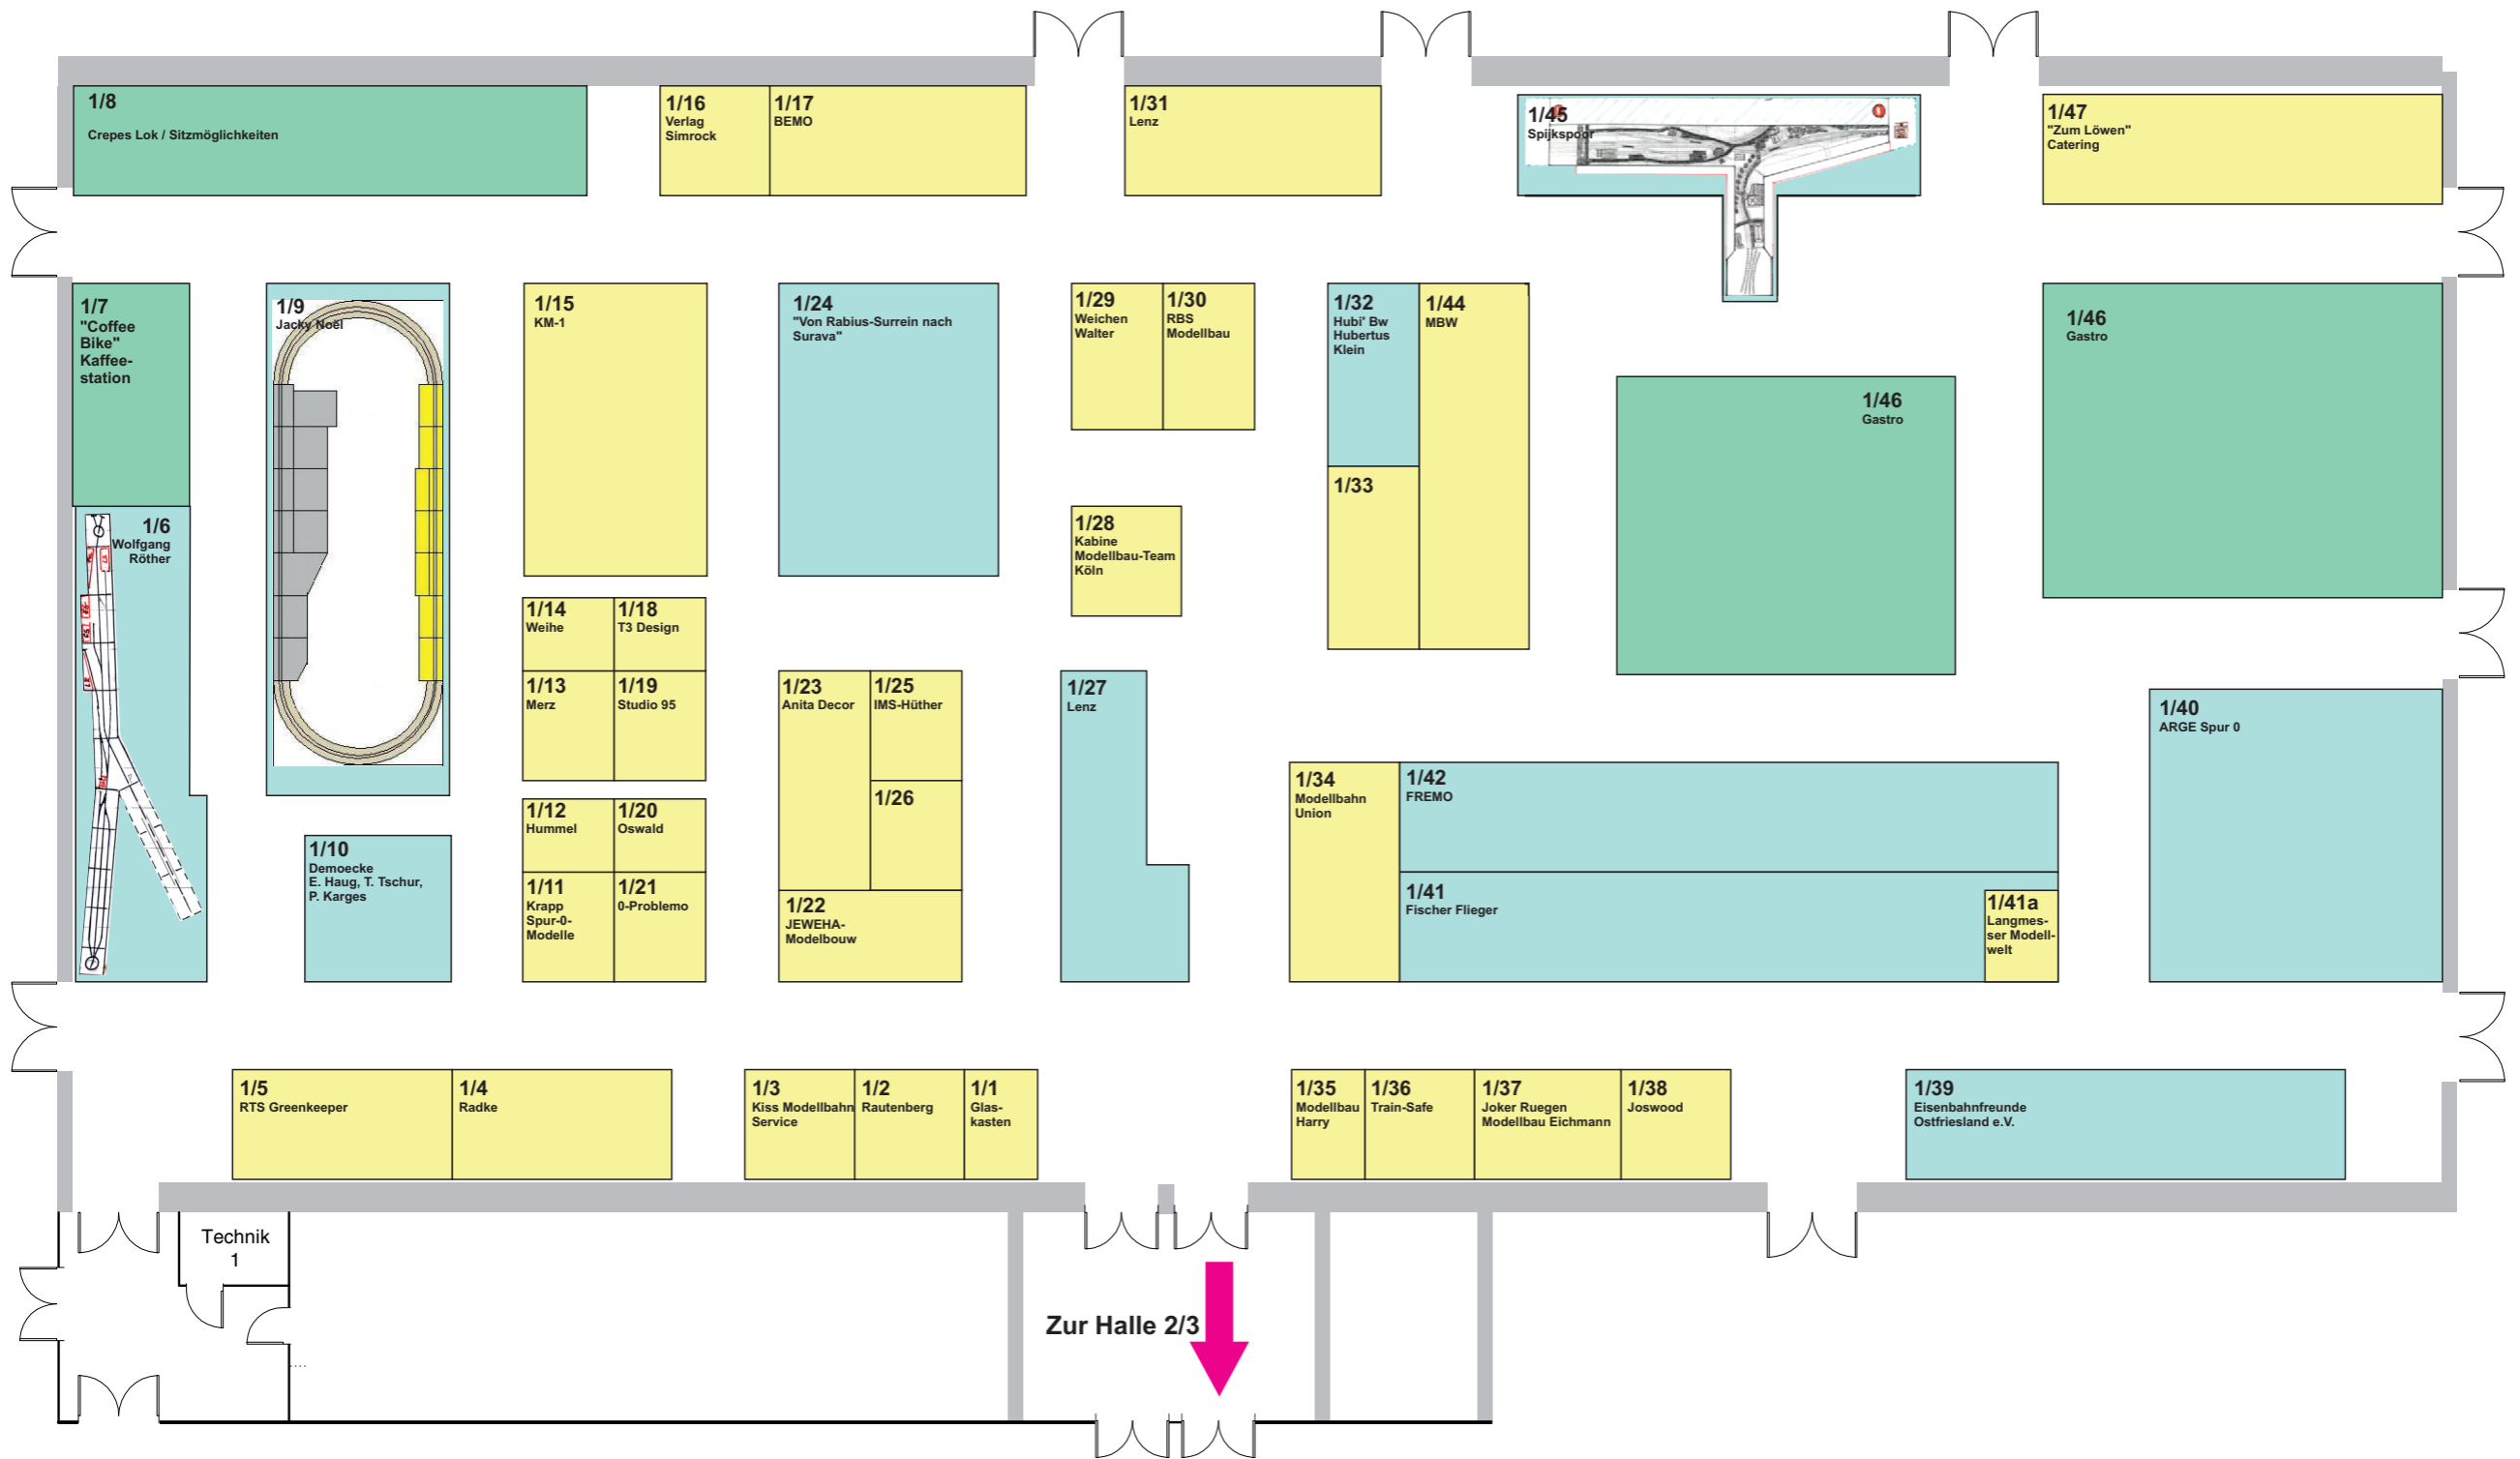 1/8
Crepes Lok / Sitzmöglichkeiten
1/16
Verlag
Simrock
1/17
BEMO
1/31
Lenz
1/45
Spijkspoor
1/47
"Zum Löwen"
Catering
1/7
"Coffee
Bike"
Kaffee-
station
1/9
Jacky Noël
1/15
KM-1
1/24
"Von Rabius-Surrein nach
Surava"
1/29
Weichen
Walter
1/30
RBS
Modellbau
1/32
Hubi' Bw
Hubertus
Klein
1/44
MBW
1/46
Gastro
1/46
Gastro
1/33
1/6
Wolfgang
Röther
1/28
Kabine
Modellbau-Team
Köln
1/14
Weihe
1/18
T3 Design
1/13
Merz
1/19
Studio 95
1/23
Anita Decor
1/25
IMS-Hüther
1/27
Lenz
1/40
ARGE Spur 0
1/34
Modellbahn
Union
1/42
FREMO
1/26
1/12
Hummel
1/20
Oswald
1/10
Demoecke
E. Haug, T. Tschur,
P. Karges
1/11
Krapp
Spur-0-
Modelle
1/21
0-Problemo
1/22
JEWEHA-
Modelbouw
1/41
Fischer Flieger
1/41a
Langmes-
ser Modell-
welt
1/5
RTS Greenkeeper
1/4
Radke
1/3
Kiss Modellbahn
Service
1/2
Rautenberg
1/1
Glas-
kasten
1/35
Modellbau
Harry
1/36
Train-Safe
1/37
Joker Ruegen
Modellbau Eichmann
1/38
Joswood
1/39
Eisenbahnfreunde
Ostfriesland e.V.
Technik
1
Zur Halle 2/3